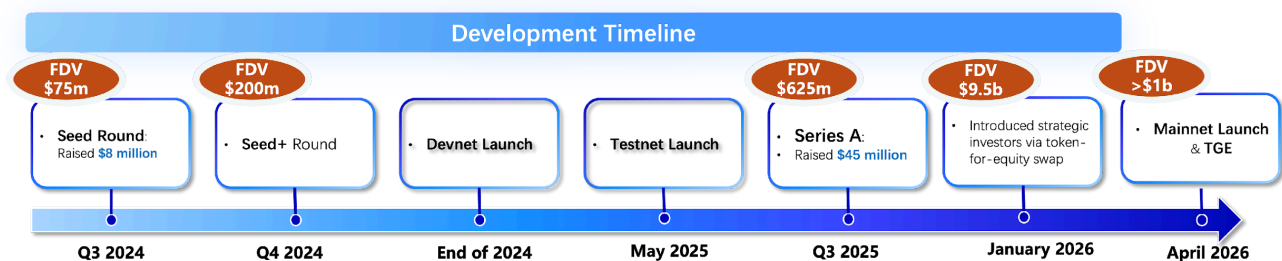 Development Timeline
FDV
$75m
• Seed Round:
Raised $8 million
Q3 2024
FDV
$200m
• Seed+ Round
Q4 2024
• Devnet Launch
End of 2024
• Testnet Launch
May 2025
FDV
$625m
• Series A:
• Raised $45 million
Q3 2025
FDV
$9.5b
• Introduced strategic
investors via token-
for-equity swap
January 2026
FDV
>$1b
• Mainnet Launch
& TGE
April 2026